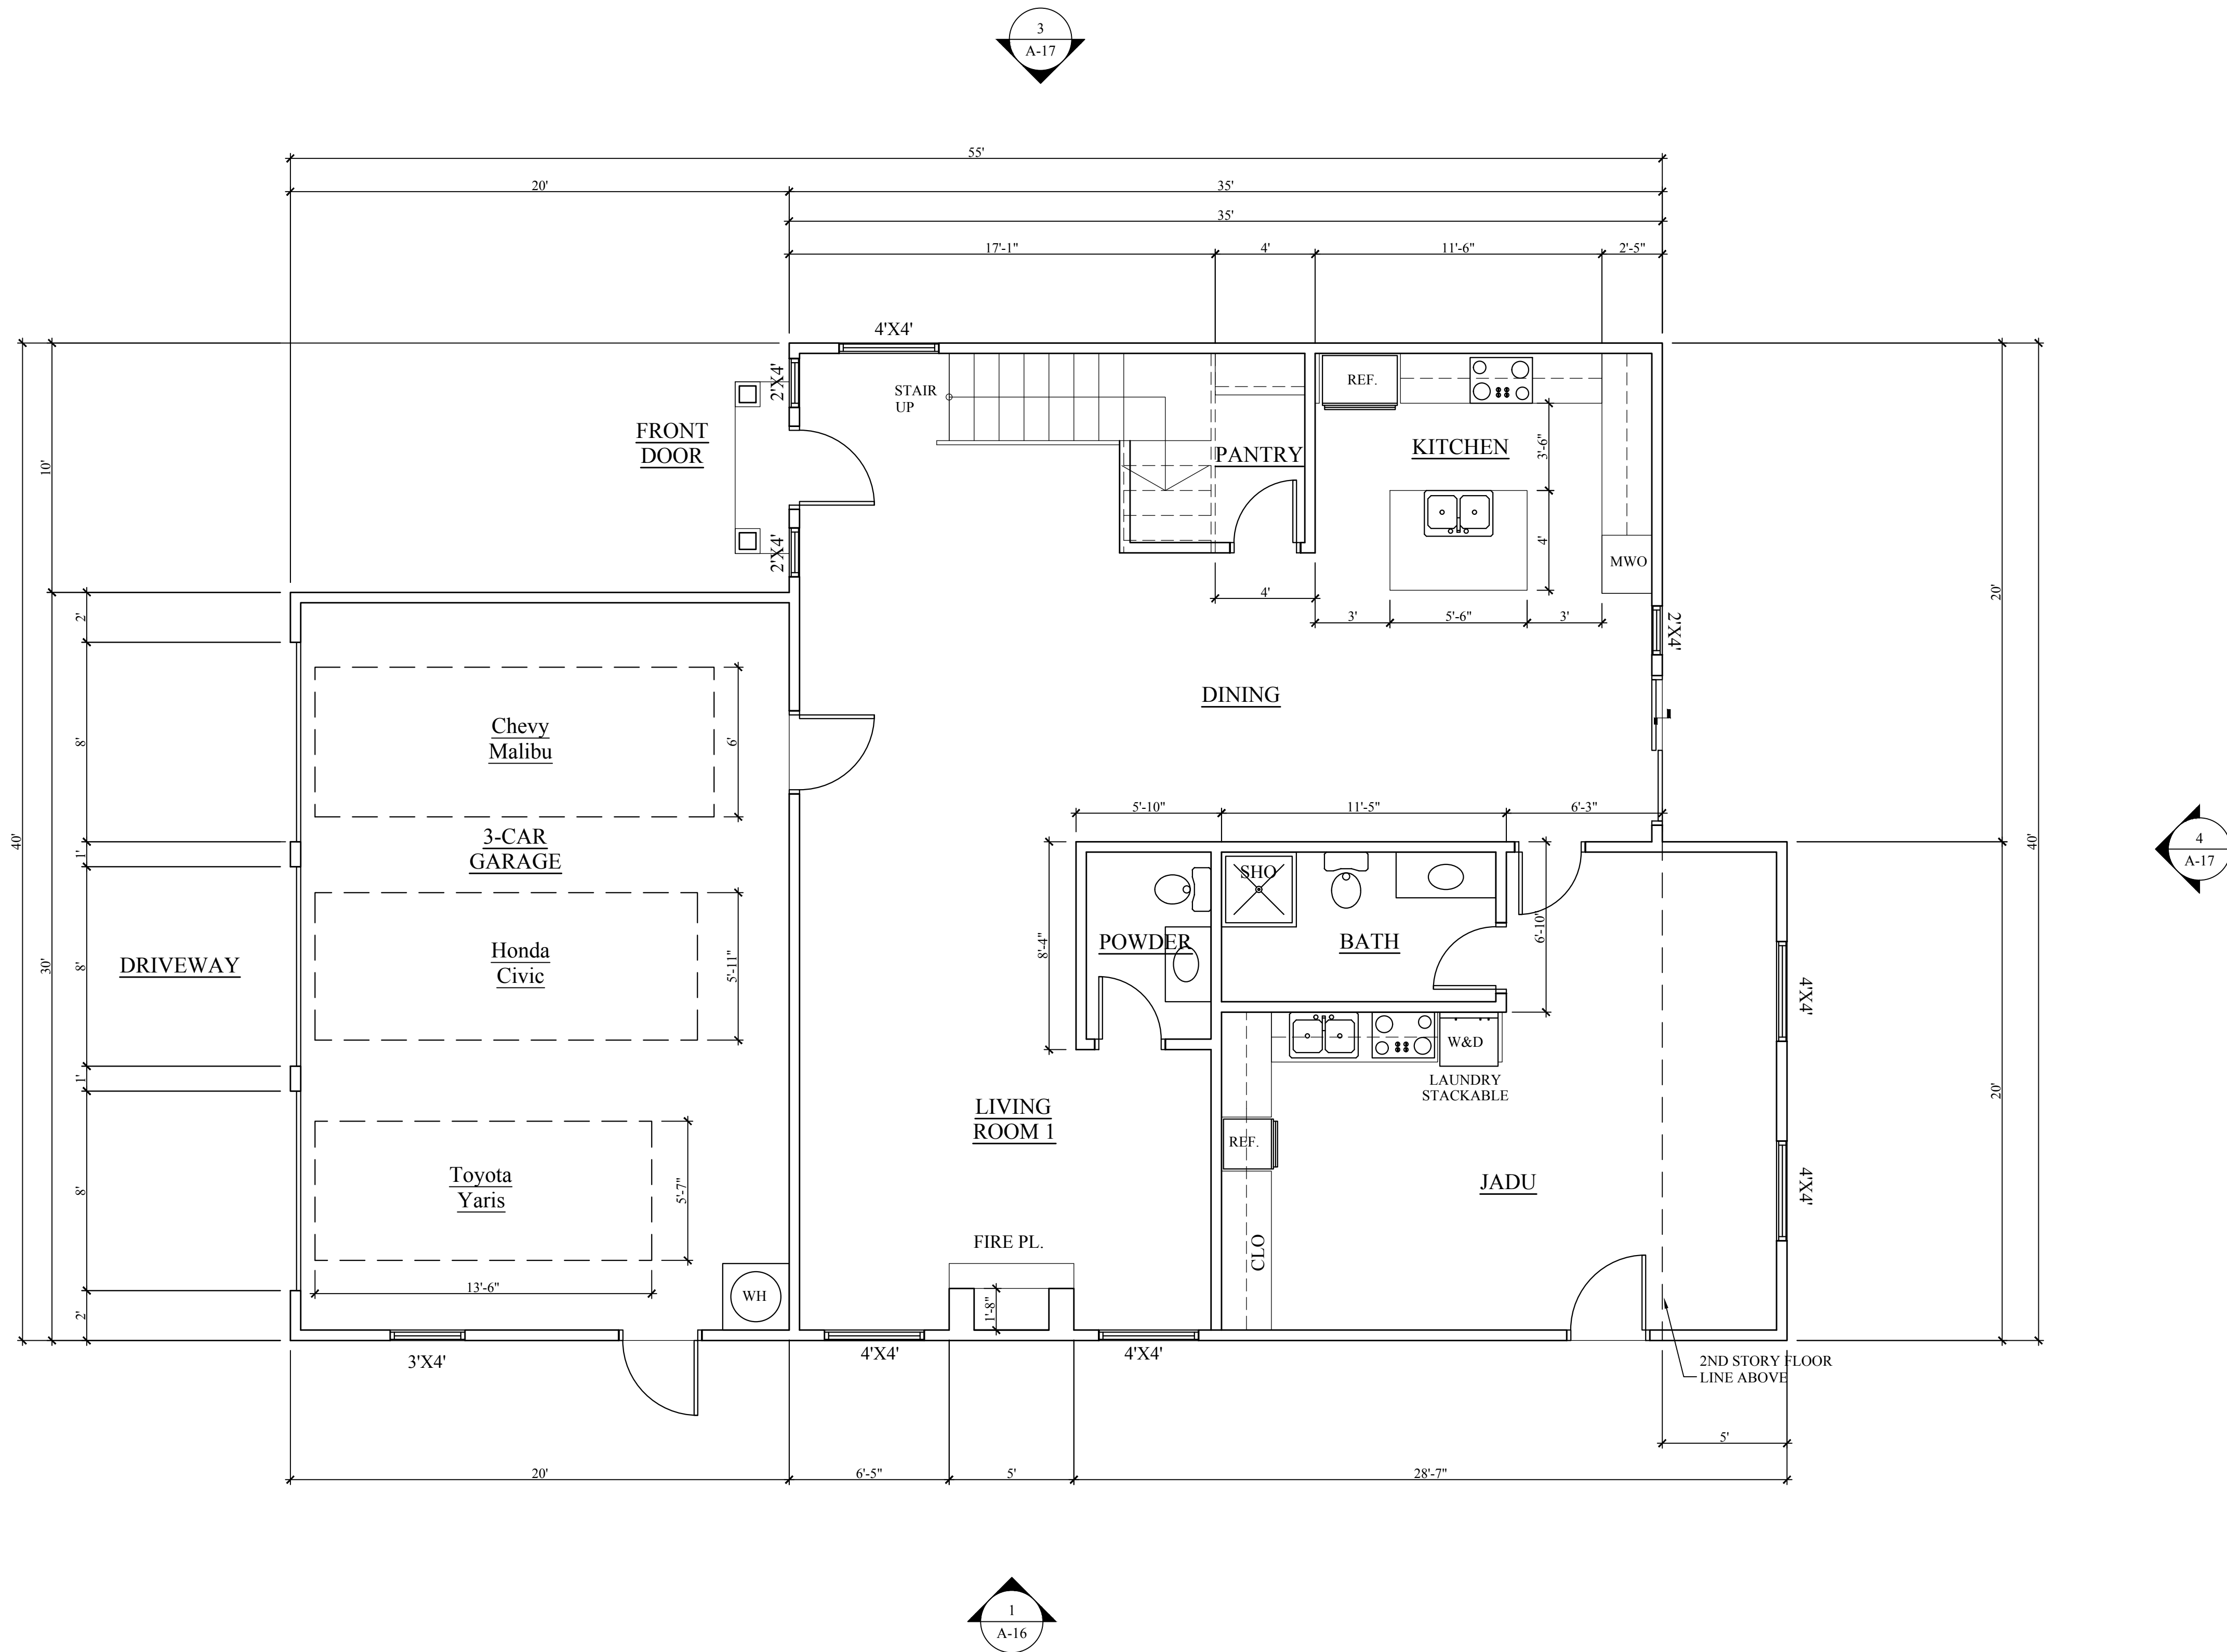 3
A-17
55'
20'
35'
35'
17'-1"
4'
11'-6"
2'-5"
4'X4'
2'X4'
STAIR
UP
REF.
FRONT
DOOR
PANTRY
KITCHEN
3'-6"
10'
4'
MWO
2'X4'
20'
2'
4'
3'
5'-6"
3'
2'X4'
DINING
Chevy
Malibu
6'
8'
5'-10"
11'-5"
6'-3"
40'
3-CAR
GARAGE
1'
40'
4
A-17
SHO
8'-4"
POWDER
BATH
6'-10"
30'
8'
DRIVEWAY
Honda
Civic
5'-11"
4'X4'
W&D
1'
LAUNDRY
STACKABLE
20'
LIVING
ROOM 1
REF.
Toyota
Yaris
5'-7"
8'
JADU
4'X4'
FIRE PL.
CLO
13'-6"
WH
1'-8"
2'
3'X4'
4'X4'
4'X4'
2ND STORY FLOOR
LINE ABOVE
5'
20'
6'-5"
5'
28'-7"
1
A-16